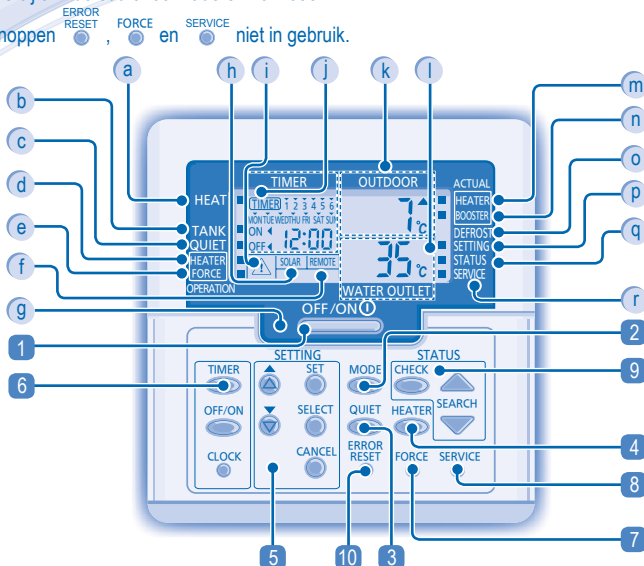 ERROR RESET , FORCE en SERVICE niet in gebruik.
a h i j k l
b c d e f g
m n o p q r
TIMER OUTDOOR ACTUAL
HEAT TIMER 1 2 3 4 5 6 7 °C HEATER
MON TUE WED THU FRI SAT SUN BOOSTER
TANK ON DEFROST
QUIET OFF 12:00 35 °C SETTING
HEATER SOLAR REMOTE STATUS
FORCE SERVICE
OPERATION WATER OUTLET
OFF/ON
1
SETTING STATUS
2
6 TIMER SET MODE CHECK 9
OFF/ON SELECT QUIET HEATER SEARCH
4
CLOCK CANCEL ERROR RESET FORCE SERVICE
8
7
5 10 3